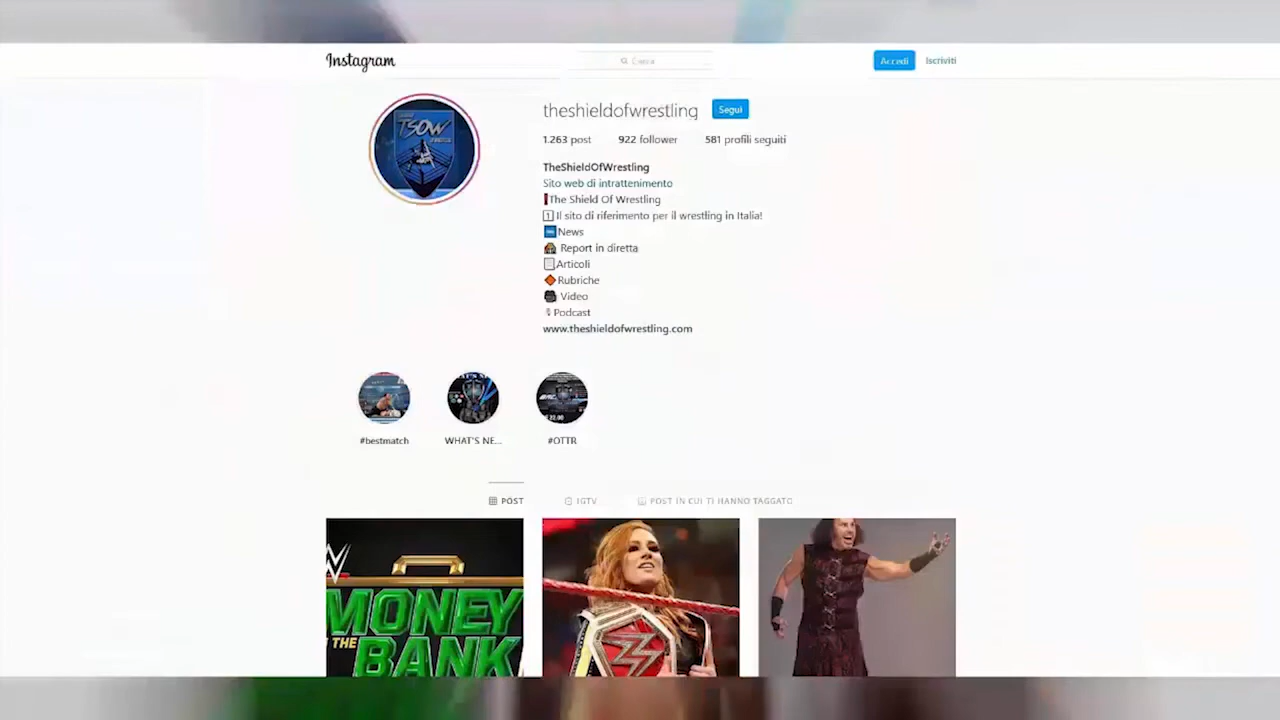 Instagram
Cerca
Accedi
Iscriviti
TSOW
theshieldofwrestling
Segui
1.263 post
922 follower
581 profili seguiti
TheShieldOfWrestling
Sito web di intrattenimento
The Shield Of Wrestling
1 Il sito di riferimento per il wrestling in Italia!
News
Report in diretta
Articoli
Rubriche
Video
Podcast
www.theshieldofwrestling.com
#bestmatch
WHAT'S NE...
#OTTR
POST
IGTV
POST IN CUI TI HANNO TAGGATO
MONEY
THE
BANK